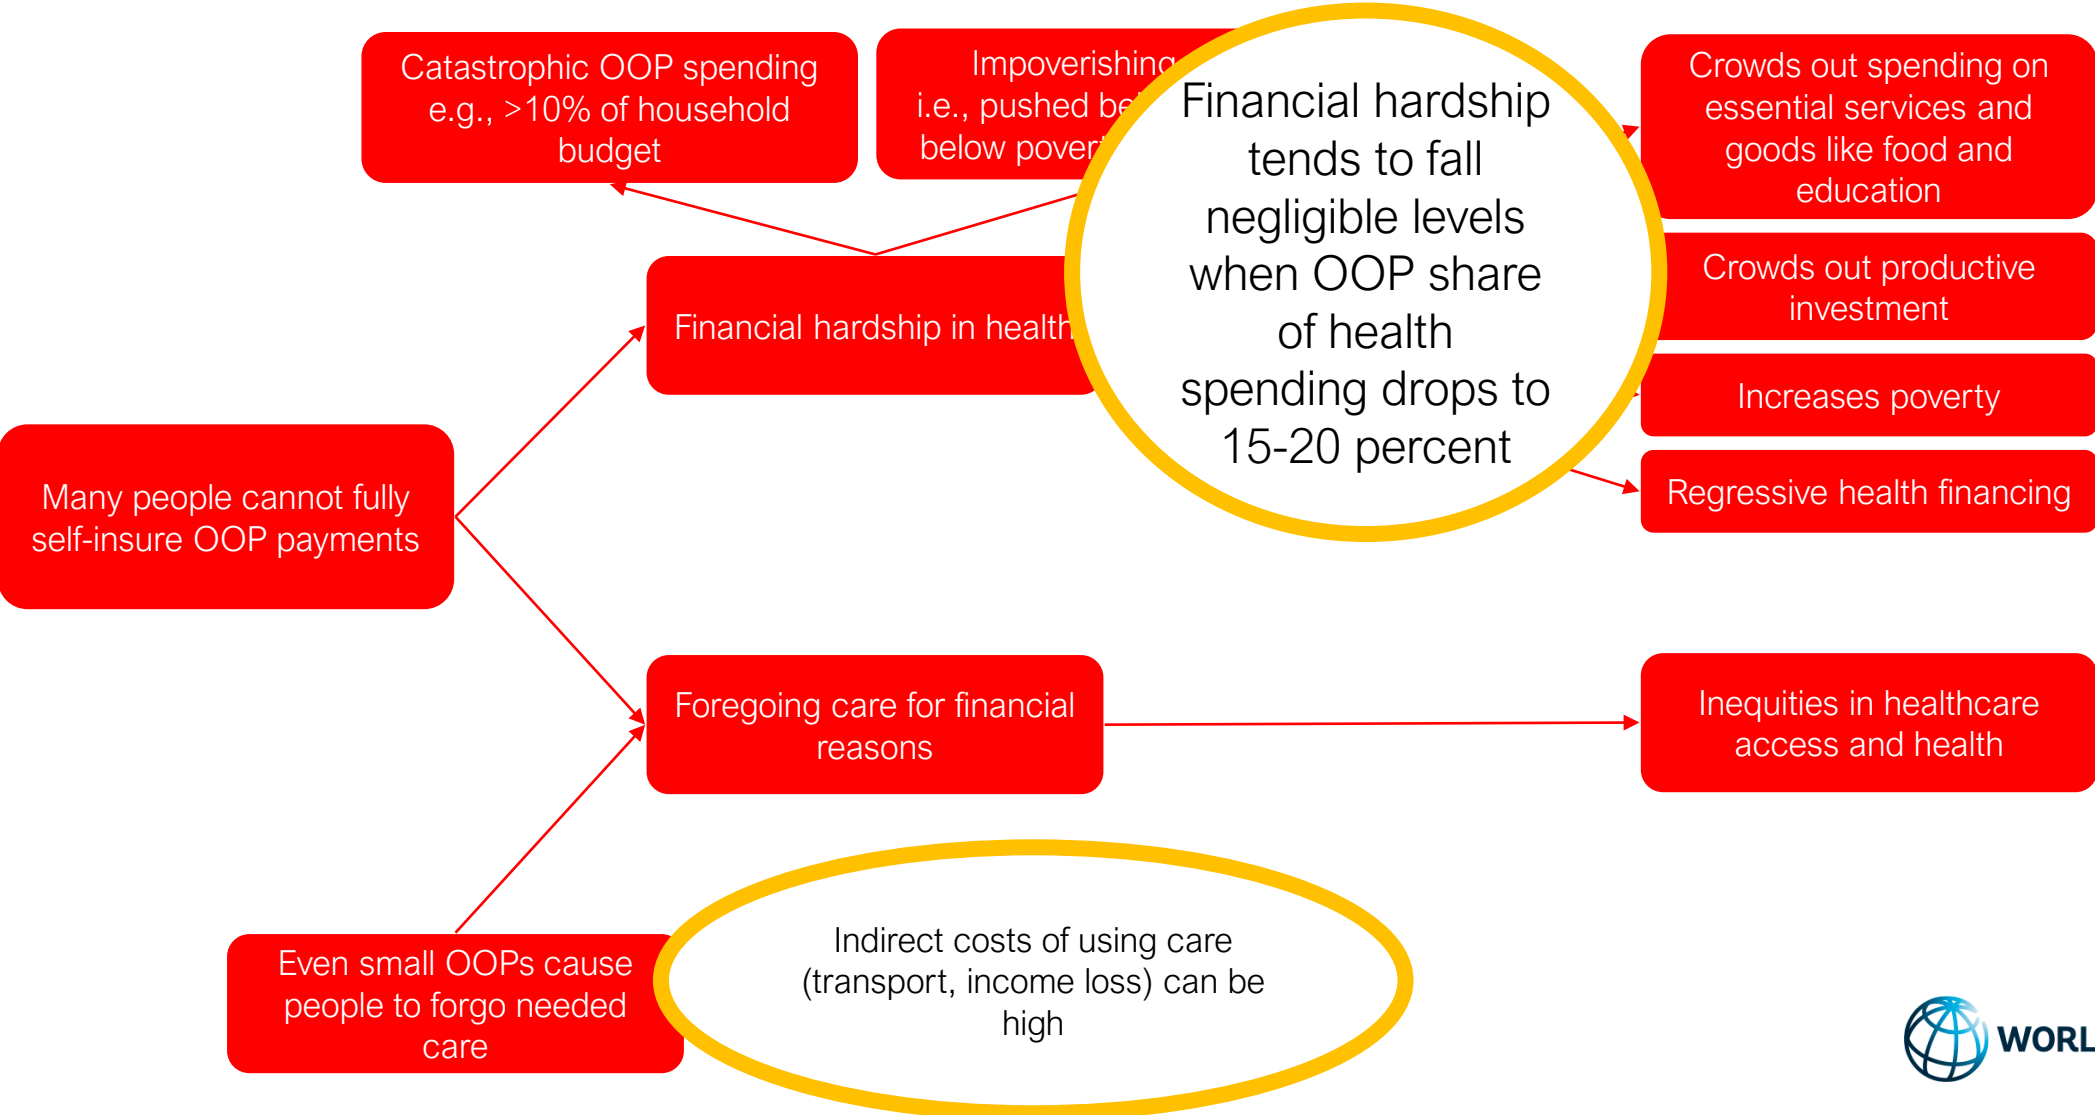 Catastrophic OOP spending
e.g., >10% of household
budget
Impoverishing
i.e., pushed
below
Financial hardship
tends to fall
negligible levels
when OOP share
of health
spending drops to
15-20 percent
Crowds out spending on
essential services and
goods like food and
education
Crowds out productive
investment
Increases poverty
Regressive health financing
Financial hardship in health
Many people cannot fully
self-insure OOP payments
Foregoing care for financial
reasons
Inequities in healthcare
access and health
Even small OOPs cause
people to forgo needed
care
Indirect costs of using care
(transport, income loss) can be
high
WORL